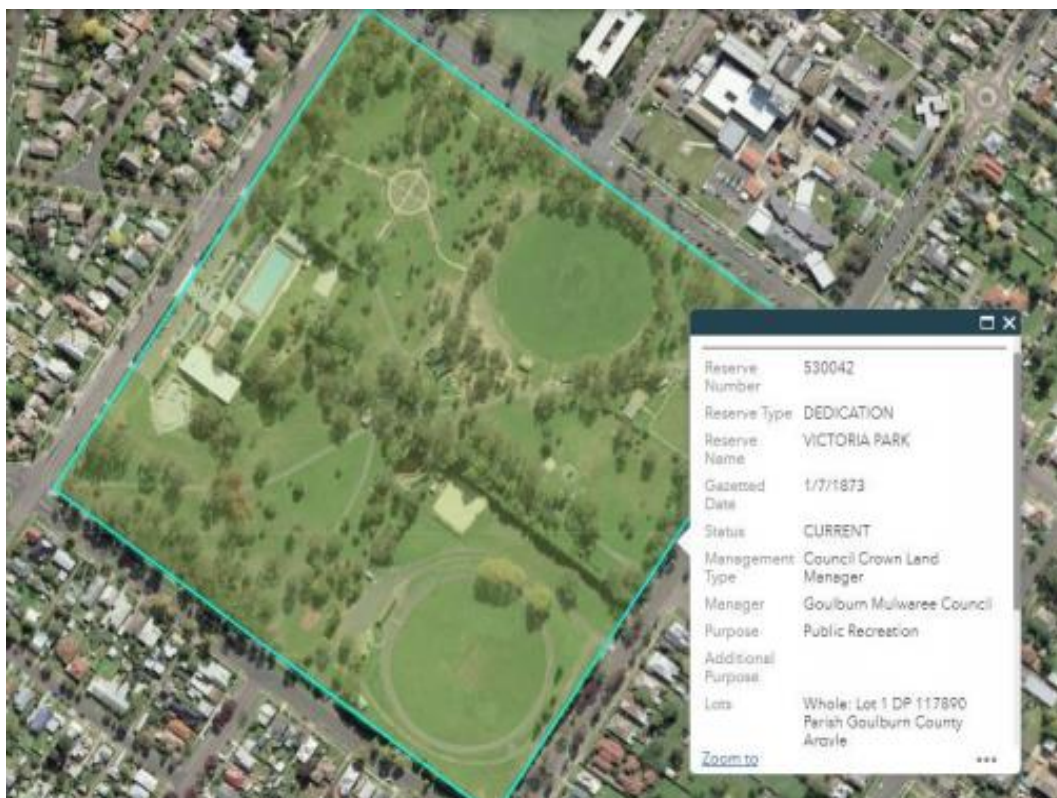 Reserve 530042
Number
Reserve Type DEDICATION
Reserve VICTORIA PARK
Name
Gazetted 1/7/1873
Date
Status CURRENT
Management Council Crown Land
Type Manager
Manager Goulburn Mulwaree Council
Purpose Public Recreation
Additional
Purpose
Lots Whole: Lot 1 DP 117890
Parish Goulburn County
Argyle
Zoom to